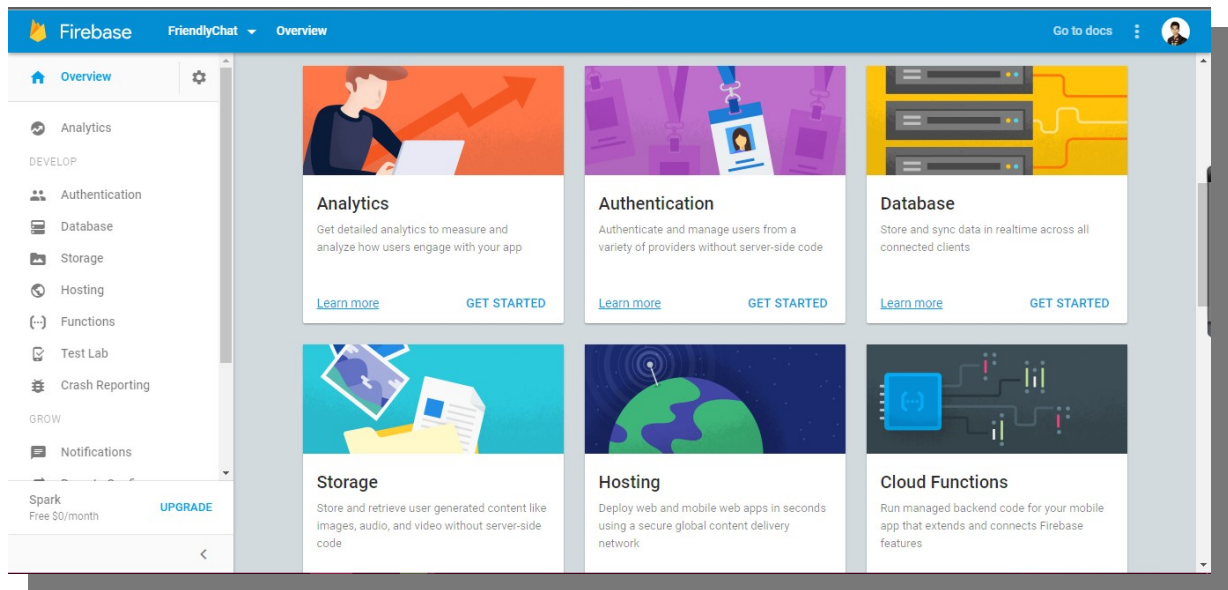 Firebase
FriendlyChat
Overview
Go to docs
Overview
Analytics
DEVELOP
Authentication
Database
Storage
Hosting
Functions
Test Lab
Crash Reporting
GROW
Notifications
Spark
Free $0/month
UPGRADE
Analytics
Get detailed analytics to measure and
analyze how users engage with your app
Learn more
GET STARTED
Authentication
Authenticate and manage users from a
variety of providers without server-side code
Learn more
GET STARTED
Database
Store and sync data in realtime across all
connected clients
Learn more
GET STARTED
Storage
Store and retrieve user generated content like
images, audio, and video without server-side
code
Hosting
Deploy web and mobile web apps in seconds
using a secure global content delivery
network
Cloud Functions
Run managed backend code for your mobile
app that extends and connects Firebase
features